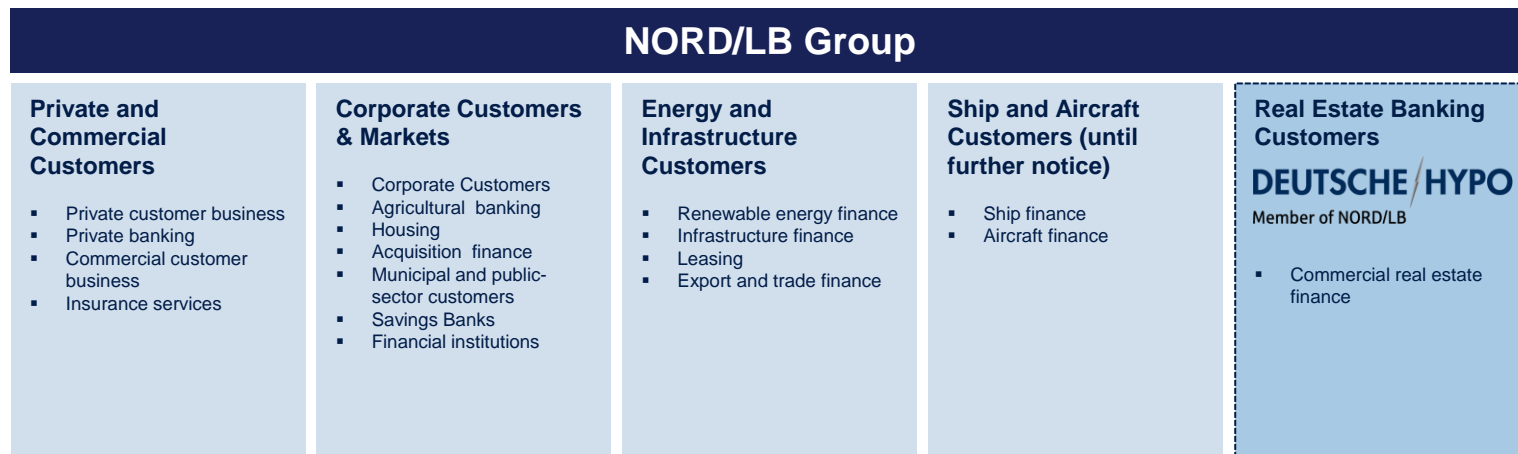 NORD/LB Group
Private and
Commercial
Customers
▪ Private customer business
▪ Private banking
▪ Commercial customer
business
▪ Insurance services
Corporate Customers
& Markets
▪ Corporate Customers
▪ Agricultural banking
▪ Housing
▪ Acquisition finance
▪ Municipal and public-
sector customers
▪ Savings Banks
▪ Financial institutions
Energy and
Infrastructure
Customers
▪ Renewable energy finance
▪ Infrastructure finance
▪ Leasing
▪ Export and trade finance
Ship and Aircraft
Customers (until
further notice)
▪ Ship finance
▪ Aircraft finance
Real Estate Banking
Customers
DEUTSCHE/HYPO
Member of NORD/LB
▪ Commercial real estate
finance